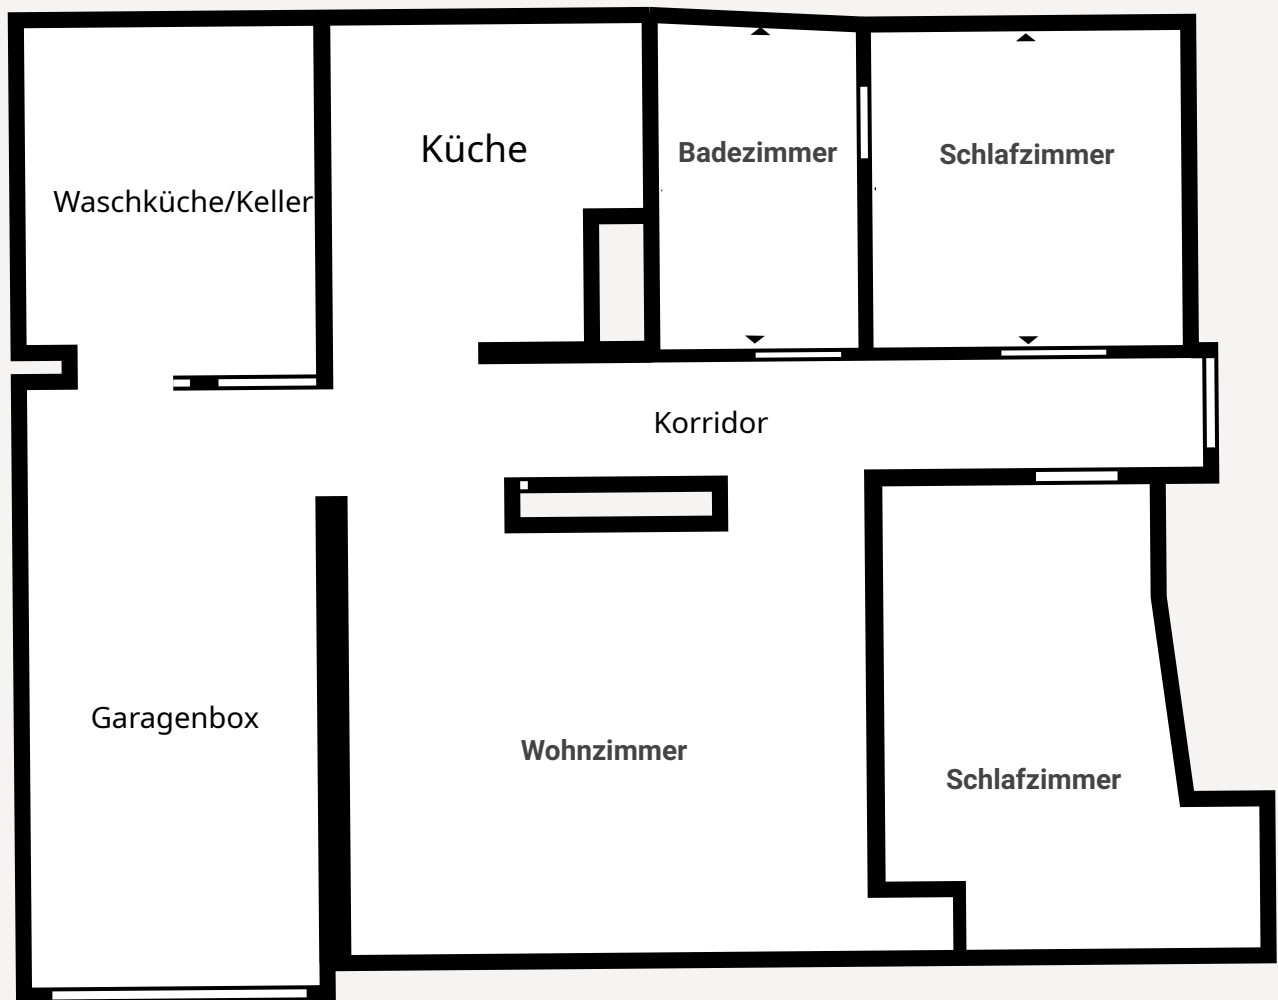 Küche
Badezimmer
Schlafzimmer
Waschküche/Keller
Korridor
Garagenbox
Wohnzimmer
Schlafzimmer